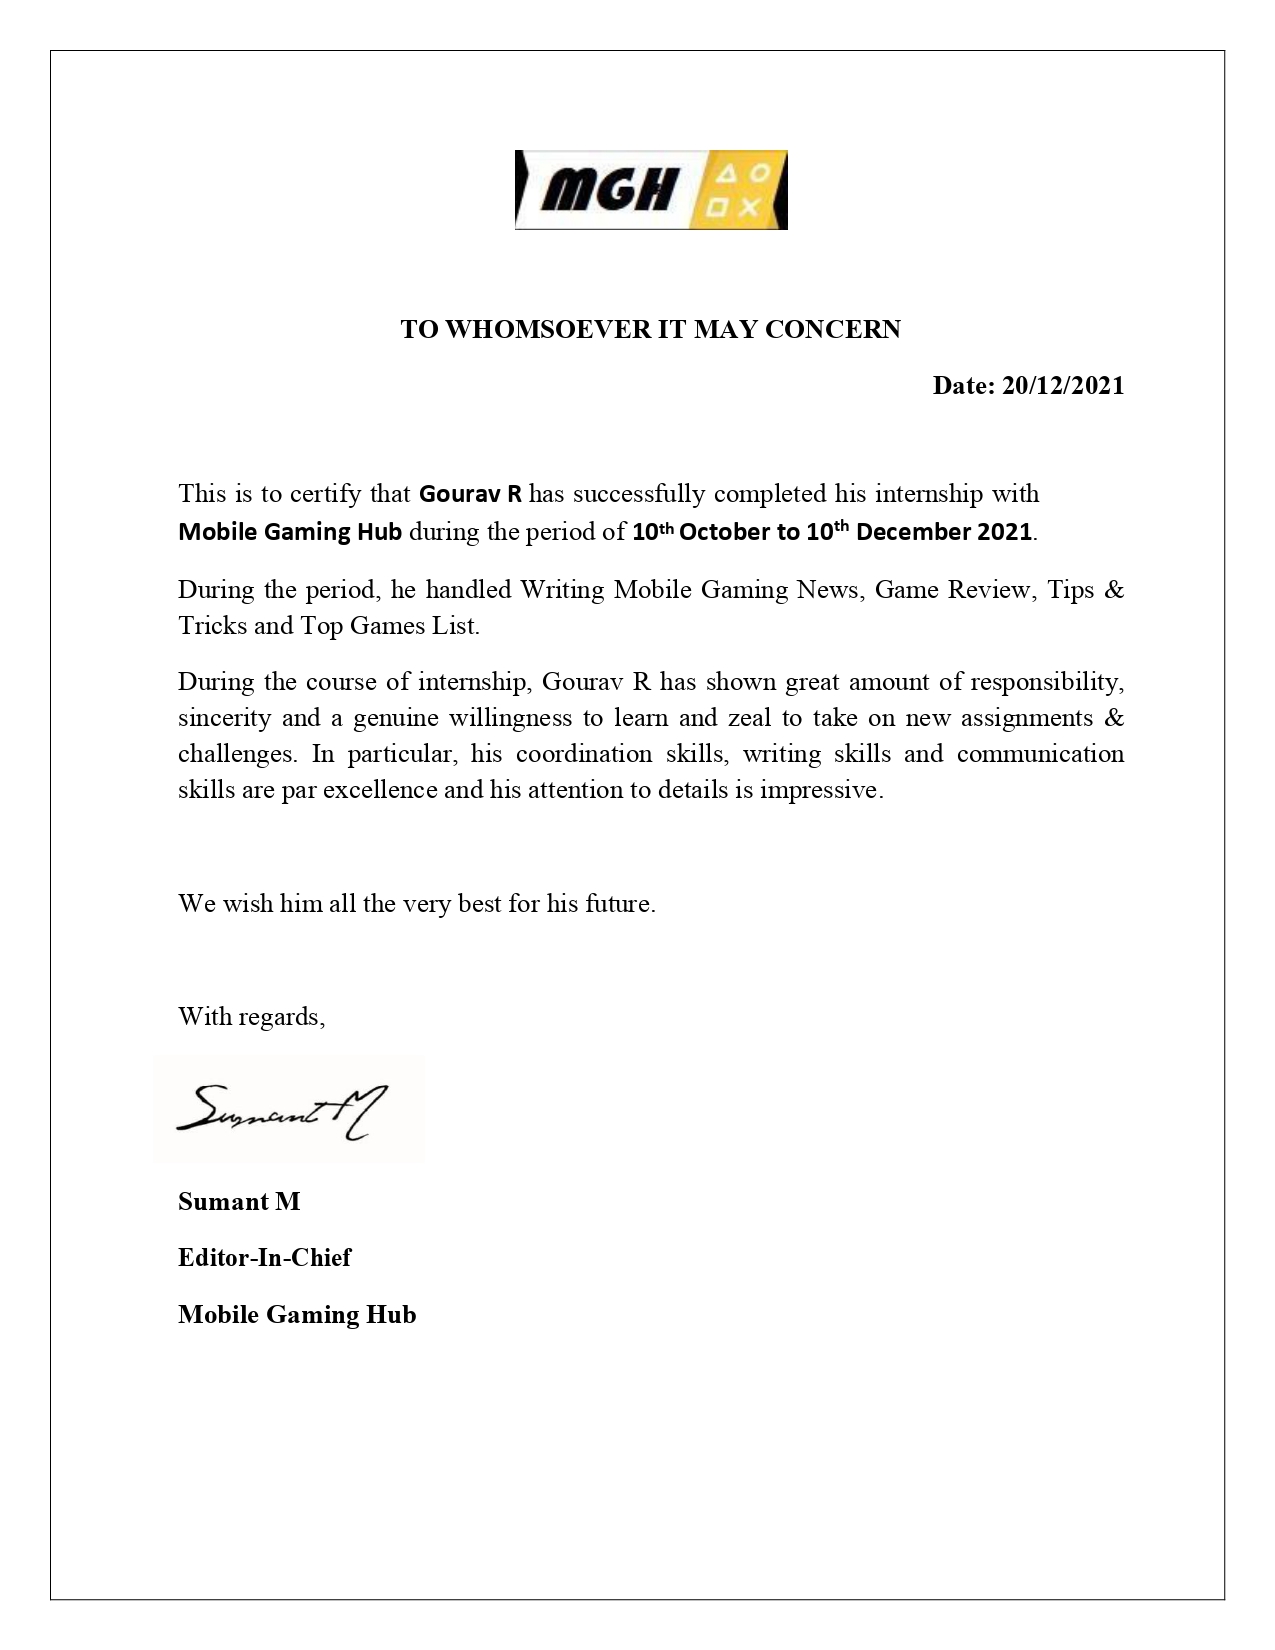 MGH
TO WHOMSOEVER IT MAY CONCERN
Date: 20/12/2021
This is to certify that Gourav R has successfully completed his internship with
Mobile Gaming Hub during the period of 10th October to 10th December 2021.
During the period, he handled Writing Mobile Gaming News, Game Review, Tips &
Tricks and Top Games List.
During the course of internship, Gourav R has shown great amount of responsibility,
sincerity and a genuine willingness to learn and zeal to take on new assignments &
challenges. In particular, his coordination skills, writing skills and communication
skills are par excellence and his attention to details is impressive.
We wish him all the very best for his future.
With regards,
Sumant M
Sumant M
Editor-In-Chief
Mobile Gaming Hub